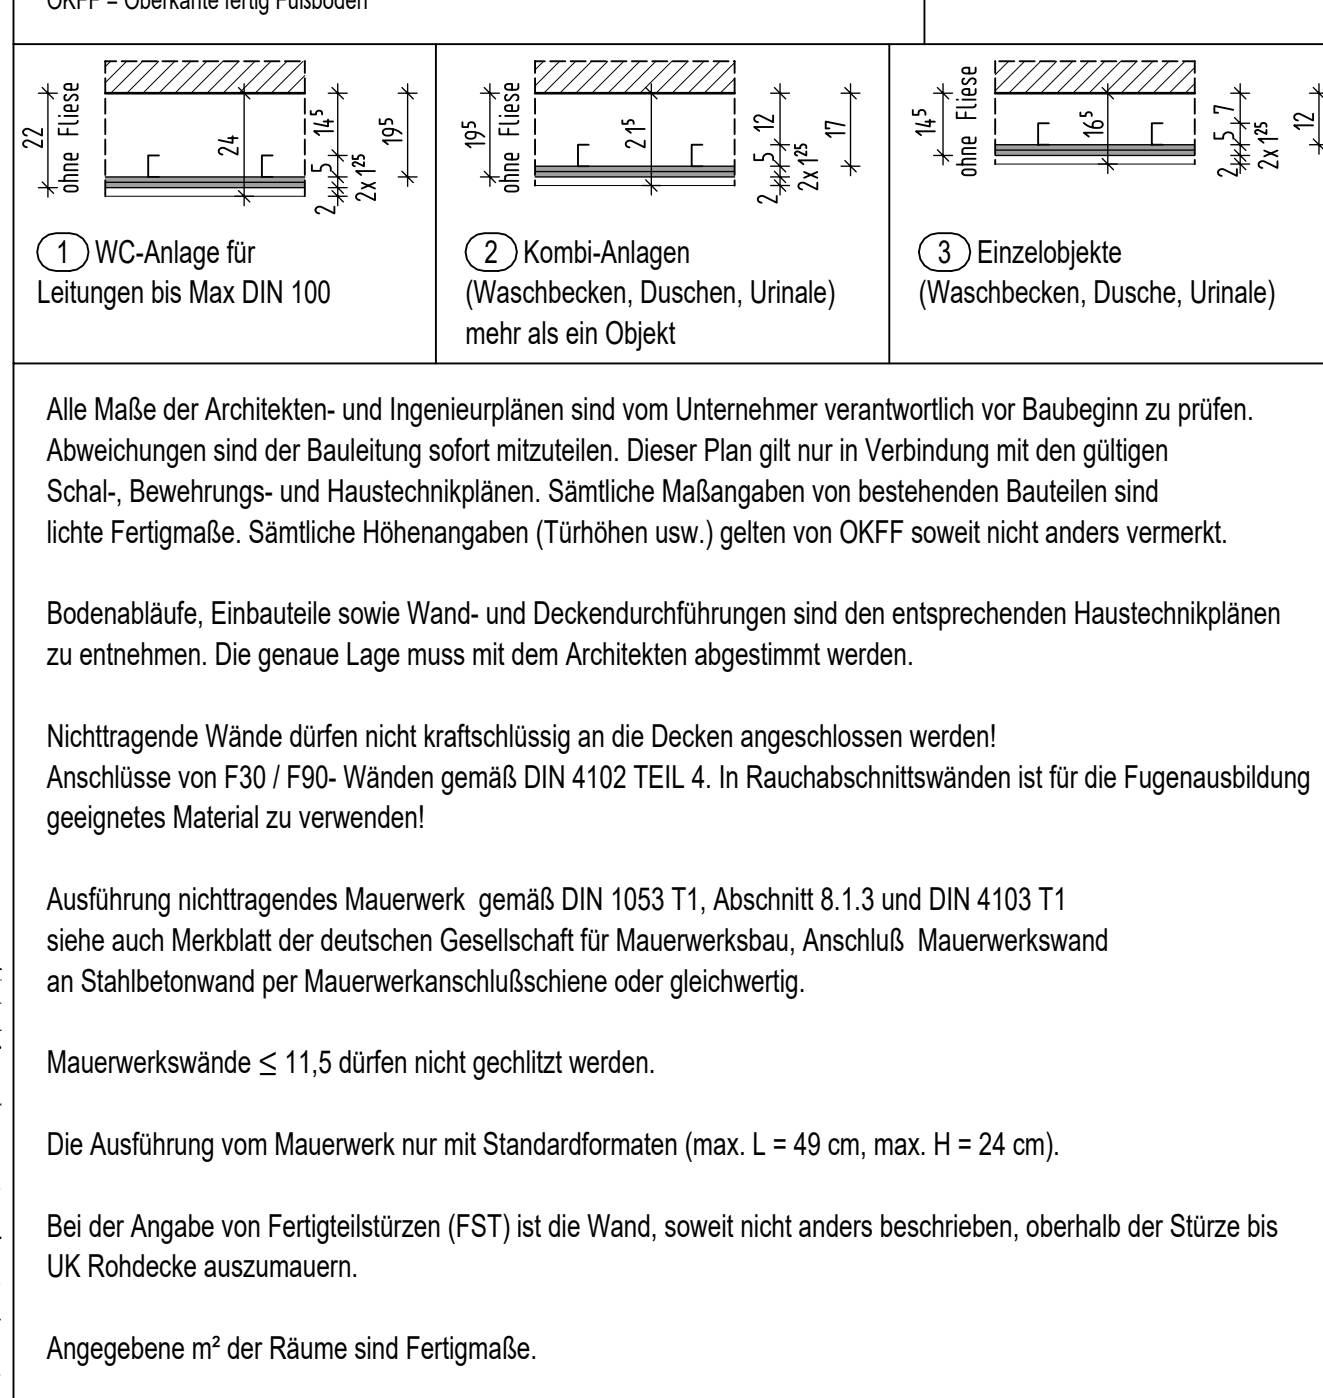 OKFF = Oberkante fertig Fußboden
22
ohne Fliese
24
2 5 14⁵
2x 1²⁵
19⁵
19⁵
ohne Fliese
21⁵
2 5 12
2x 1²⁵
17
14⁵
ohne Fliese
16⁵
2 5 7
2x 1²⁵
12
1 WC-Anlage für
Leitungen bis Max DIN 100
2 Kombi-Anlagen
(Waschbecken, Duschen, Urinale)
mehr als ein Objekt
3 Einzelobjekte
(Waschbecken, Dusche, Urinale)
Alle Maße der Architekten- und Ingenieurplänen sind vom Unternehmer verantwortlich vor Baubeginn zu prüfen.
Abweichungen sind der Bauleitung sofort mitzuteilen. Dieser Plan gilt nur in Verbindung mit den gültigen
Schal-, Bewehrungs- und Haustechnikplänen. Sämtliche Maßangaben von bestehenden Bauteilen sind
lichte Fertigmaße. Sämtliche Höhenangaben (Türhöhen usw.) gelten von OKFF soweit nicht anders vermerkt.
Bodenabläufe, Einbauteile sowie Wand- und Deckendurchführungen sind den entsprechenden Haustechnikplänen
zu entnehmen. Die genaue Lage muss mit dem Architekten abgestimmt werden.
Nichttragende Wände dürfen nicht kraftschlüssig an die Decken angeschlossen werden!
Anschlüsse von F30 / F90- Wänden gemäß DIN 4102 TEIL 4. In Rauchabschnittswänden ist für die Fugenausbildung
geeignetes Material zu verwenden!
Ausführung nichttragendes Mauerwerk gemäß DIN 1053 T1, Abschnitt 8.1.3 und DIN 4103 T1
siehe auch Merkblatt der deutschen Gesellschaft für Mauerwerksbau, Anschluß Mauerwerkswand
an Stahlbetonwand per Mauerwerkanschlußschiene oder gleichwertig.
Mauerwerkswände ≤ 11,5 dürfen nicht gechlitzt werden.
Die Ausführung vom Mauerwerk nur mit Standardformaten (max. L = 49 cm, max. H = 24 cm).
Bei der Angabe von Fertigteilstürzen (FST) ist die Wand, soweit nicht anders beschrieben, oberhalb der Stürze bis
UK Rohdecke auszumauern.
Angegebene m² der Räume sind Fertigmaße.